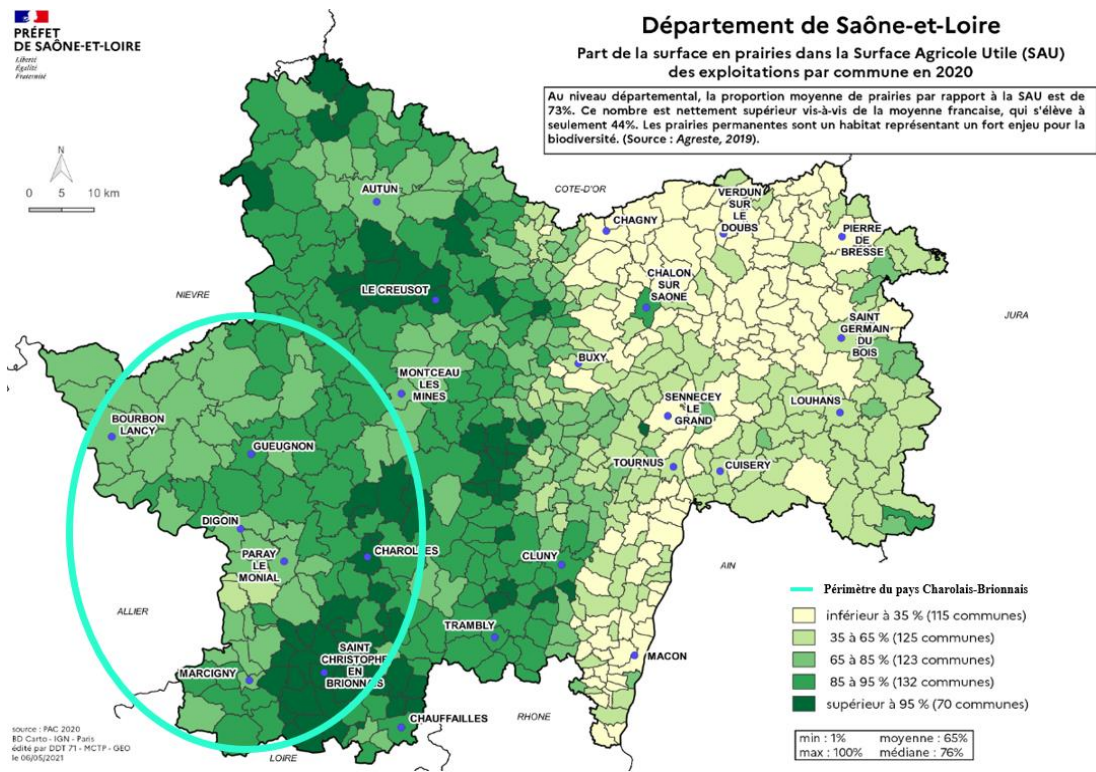 PRÉFET
DE SAÔNE-ET-LOIRE
Liberté
Égalité
Fraternité
Département de Saône-et-Loire
Part de la surface en prairies dans la Surface Agricole Utile (SAU)
des exploitations par commune en 2020
Au niveau départemental, la proportion moyenne de prairies par rapport à la SAU est de
73%. Ce nombre est nettement supérieur vis-à-vis de la moyenne francaise, qui s'élève à
seulement 44%. Les prairies permanentes sont un habitat représentant un fort enjeu pour la
biodiversité. (Source : Agreste, 2019).
N
0 5 10 km
COTE-D'OR
NIEVRE
JURA
ALLIER
AIN
RHONE
LOIRE
AUTUN
CHAGNY
VERDUN
SUR
LE
DOUBS
PIERRE
DE
BRESSE
LE CREUSOT
CHALON
SUR
SAONE
SAINT
GERMAIN
DU
BOIS
BUXY
MONTCEAU
LES
MINES
SENNECEY
LE
GRAND
LOUHANS
BOURBON
LANCY
GUEUGNON
TOURNUS
CUISERY
DIGOIN
PARAY
LE
MONIAL
CHAROLLES
CLUNY
TRAMBLY
MACON
SAINT
CHRISTOPHE
EN
BRIONNAIS
MARCIGNY
CHAUFFAILLES
Périmètre du pays Charolais-Brionnais
inférieur à 35 % (115 communes)
35 à 65 % (125 communes)
65 à 85 % (123 communes)
85 à 95 % (132 communes)
supérieur à 95 % (70 communes)
min : 1% moyenne : 65%
max : 100% médiane : 76%
source : PAC 2020
BD Carto - IGN - Paris
édité par DDT 71 - MCTP - GEO
le 06/05/2021